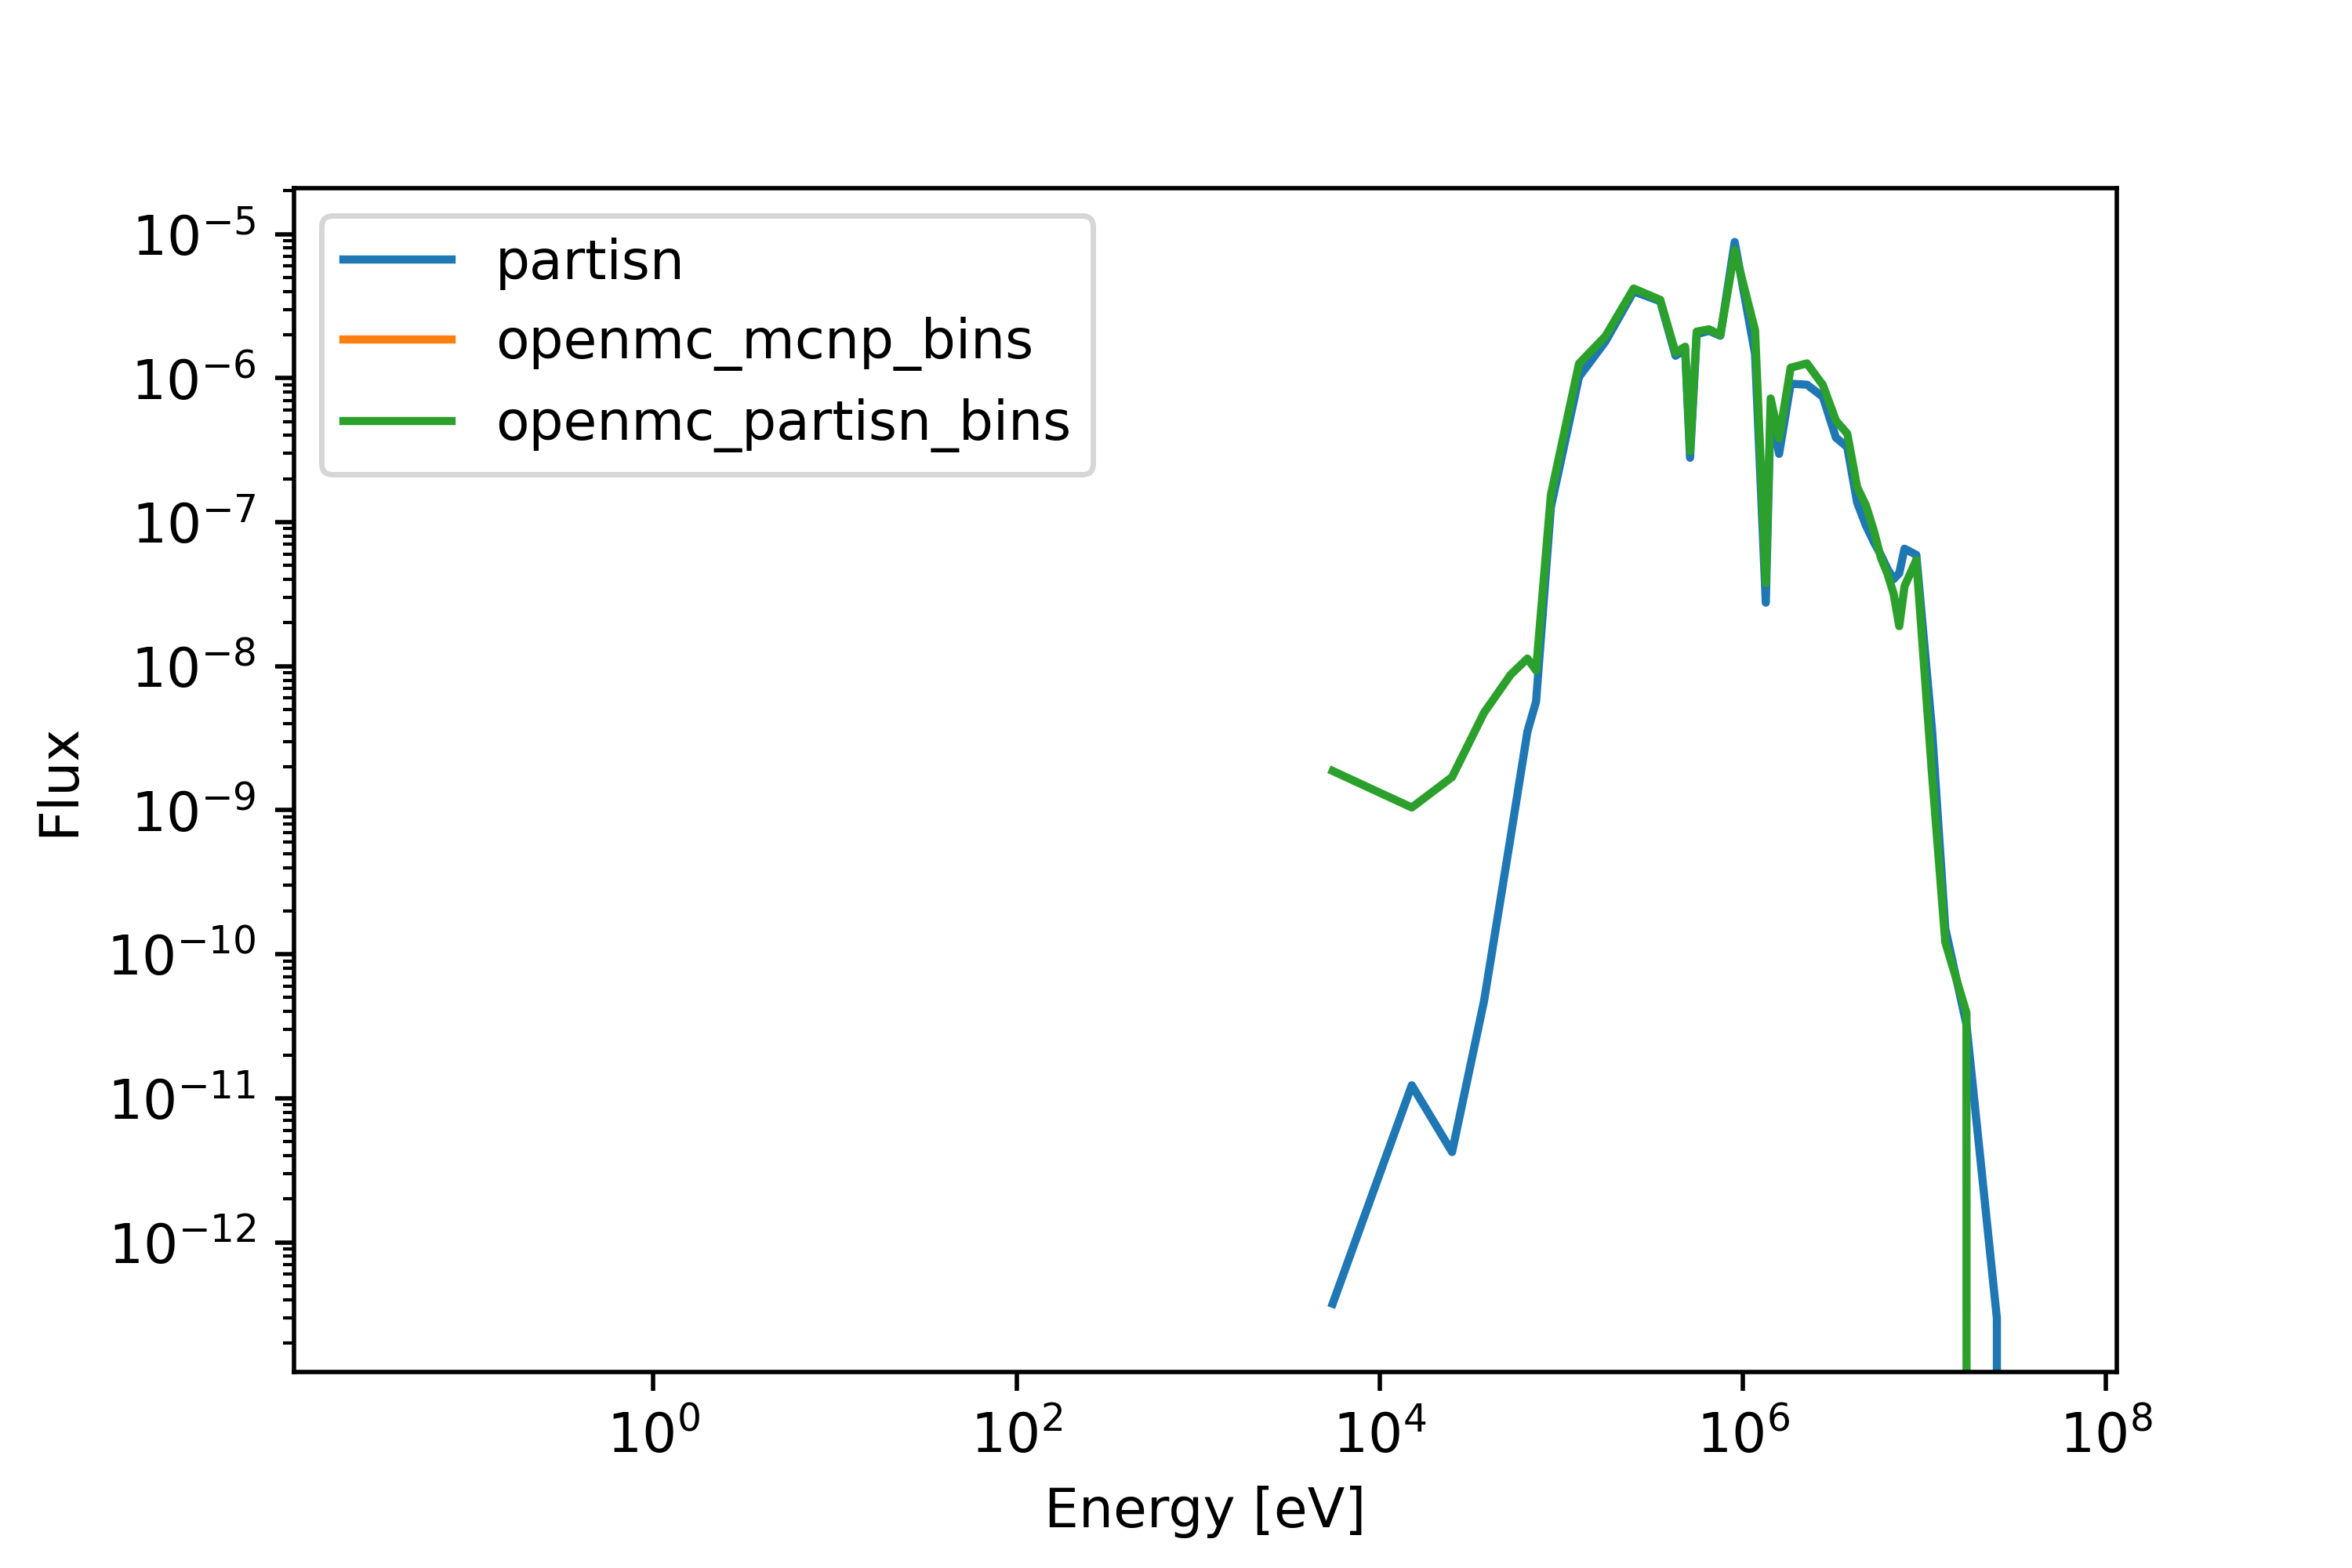 partisn
openmc_mcnp_bins
openmc_partisn_bins
Flux
10⁻⁵
10⁻⁶
10⁻⁷
10⁻⁸
10⁻⁹
10⁻¹⁰
10⁻¹¹
10⁻¹²
10⁰ 10² 10⁴ 10⁶ 10⁸
Energy [eV]